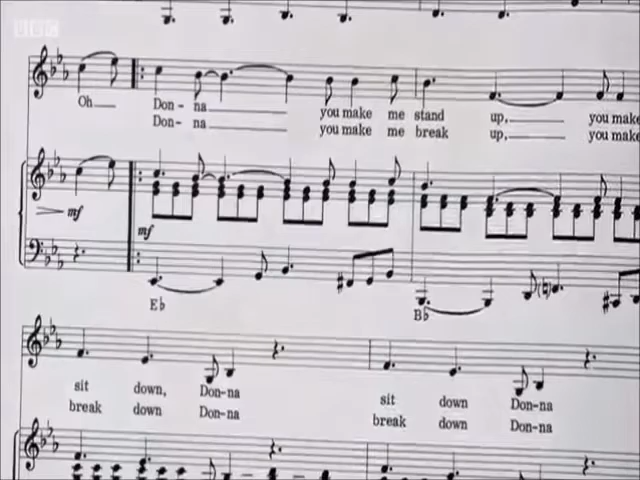 BBC
Oh Don-na you make me stand up, you make
Don-na you make me break up, you make
mf
mf
E♭
B♭
sit down, Don-na sit down Don-na
break down Don-na break down Don-na